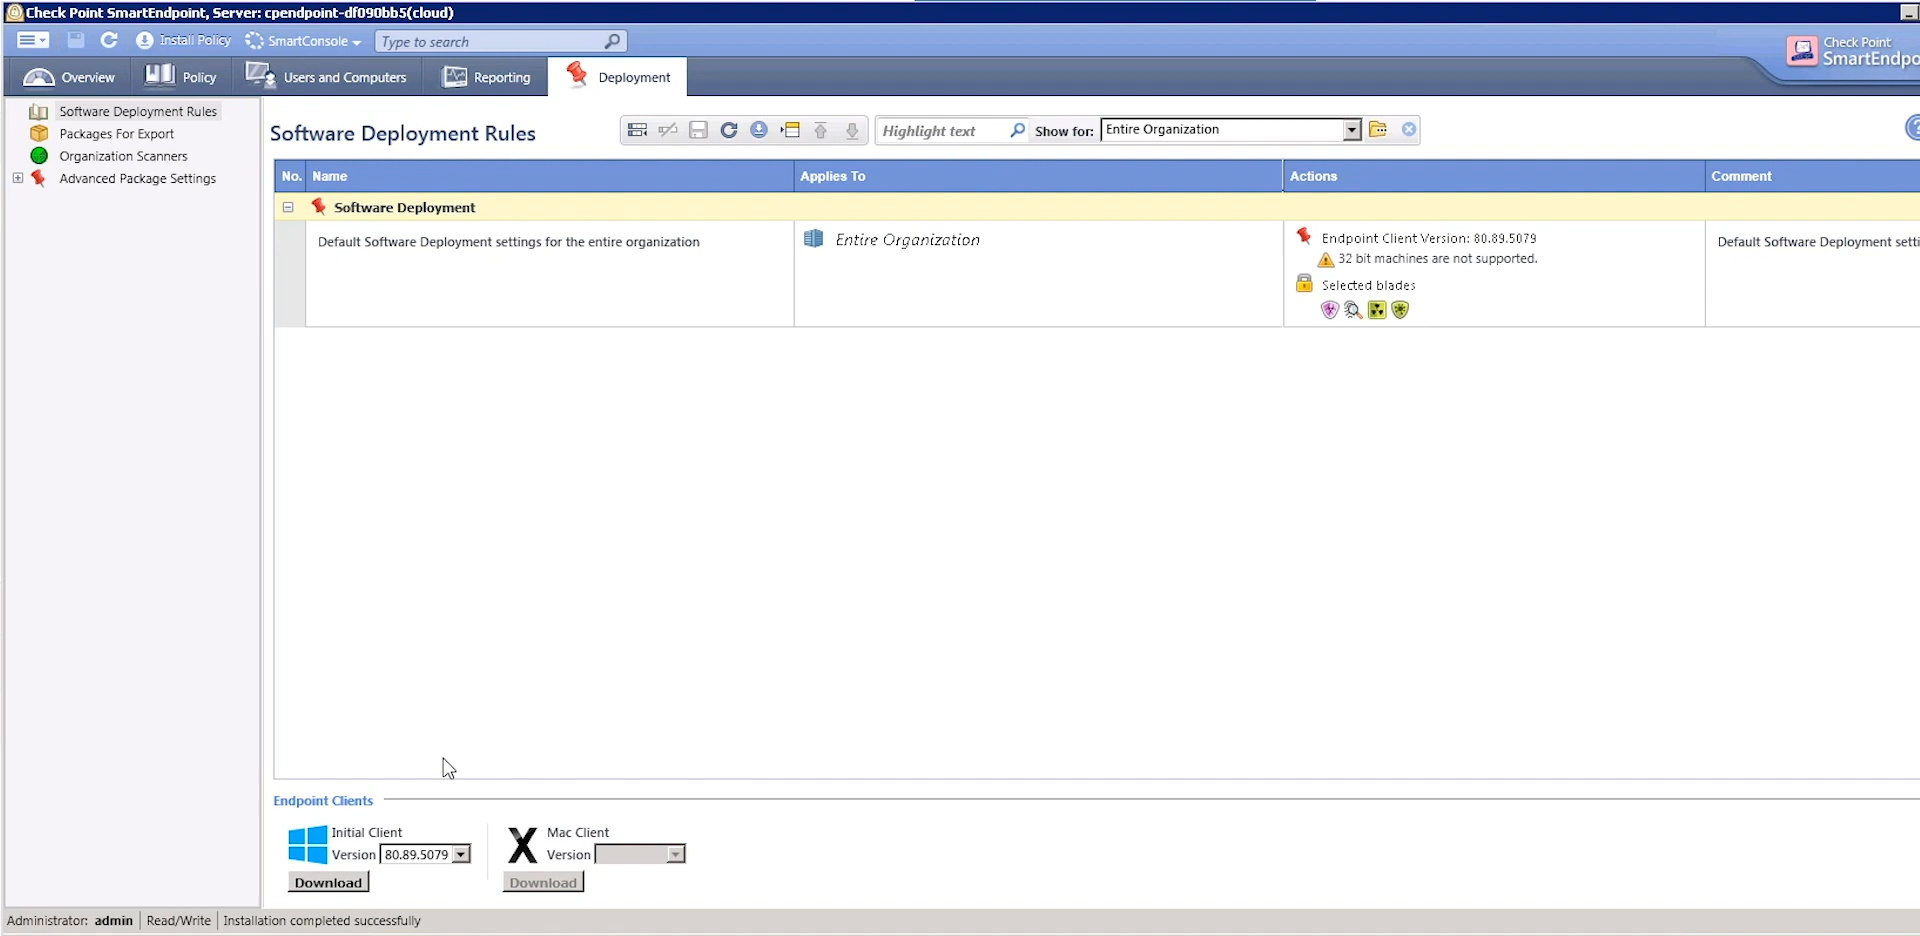 Check Point SmartEndpoint, Server: cpendpoint-df090bb5(cloud)
Install Policy SmartConsole Type to search
Check Point
Overview Policy Users and Computers Reporting Deployment
Software Deployment Rules
Packages For Export
Organization Scanners
Advanced Package Settings
Software Deployment Rules Highlight text Show for: Entire Organization
No. Name Applies To Actions Comment
Software Deployment
Default Software Deployment settings for the entire organization Entire Organization Endpoint Client Version: 80.89.5079 Default Software Deployment
32 bit machines are not supported.
Selected blades
Endpoint Clients
Initial Client
Version 80.89.5079
Download
Mac Client
Version
Download
Administrator: admin Read/Write Installation completed successfully